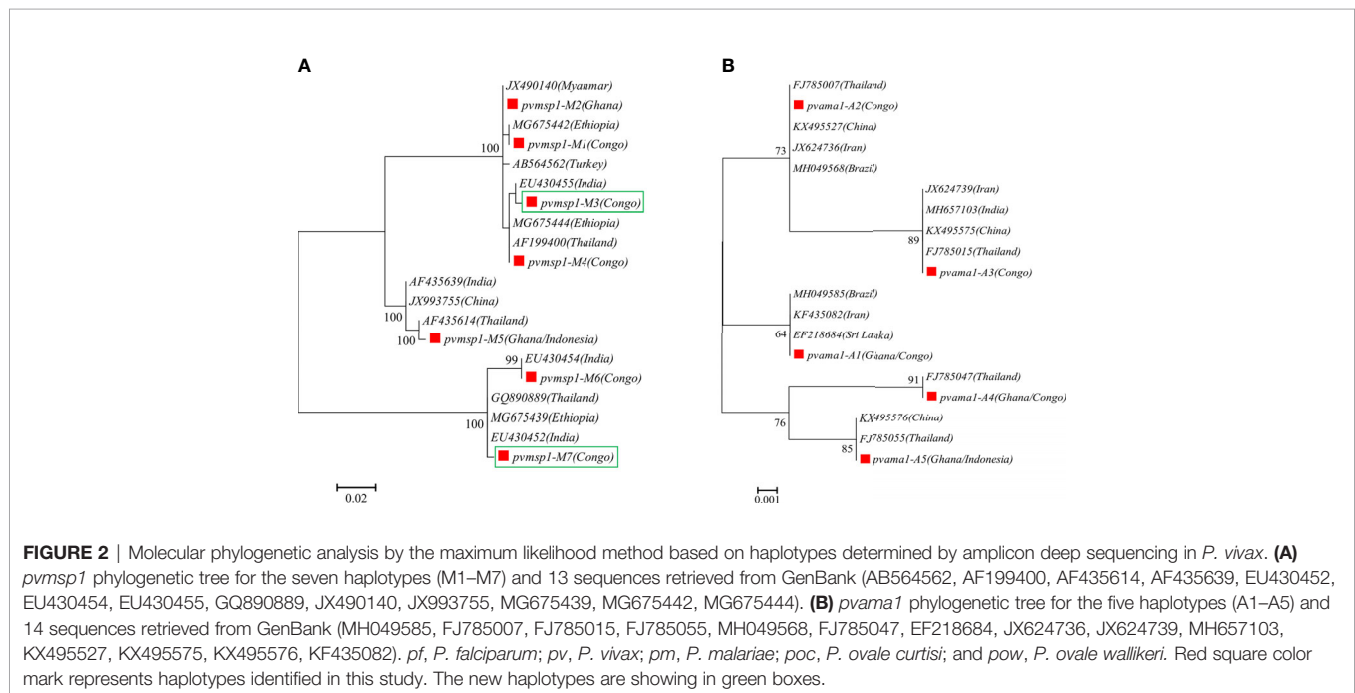 A
B
JX490140(Myanmar)
pvmsp1-M2(Ghana)
MG675442(Ethiopia)
pvmsp1-M1(Congo)
100
AB564562(Turkey)
EU430455(India)
pvmsp1-M3(Congo)
MG675444(Ethiopia)
AF199400(Thailand)
pvmsp1-M4(Congo)
AF435639(India)
JX993755(China)
100
AF435614(Thailand)
100
pvmsp1-M5(Ghana/Indonesia)
99
EU430454(India)
pvmsp1-M6(Congo)
GQ890889(Thailand)
100
MG675439(Ethiopia)
EU430452(India)
pvmsp1-M7(Congo)
0.02
FJ785007(Thailand)
pvama1-A2(Congo)
KX495527(China)
73
JX624736(Iran)
MH049568(Brazil)
JX624739(Iran)
MH657103(India)
KX495575(China)
89
FJ785015(Thailand)
pvama1-A3(Congo)
MH049585(Brazil)
KF435082(Iran)
64
EF218684(Sri Laaka)
pvama1-A1(Ghana/Congo)
91
FJ785047(Thailand)
pvama1-A4(Ghana/Congo)
76
KX495576(China)
FJ785055(Thailand)
85
pvama1-A5(Ghana/Indonesia)
0.001
FIGURE 2 | Molecular phylogenetic analysis by the maximum likelihood method based on haplotypes determined by amplicon deep sequencing in P. vivax. (A)
pvmsp1 phylogenetic tree for the seven haplotypes (M1–M7) and 13 sequences retrieved from GenBank (AB564562, AF199400, AF435614, AF435639, EU430452,
EU430454, EU430455, GQ890889, JX490140, JX993755, MG675439, MG675442, MG675444). (B) pvama1 phylogenetic tree for the five haplotypes (A1–A5) and
14 sequences retrieved from GenBank (MH049585, FJ785007, FJ785015, FJ785055, MH049568, FJ785047, EF218684, JX624736, JX624739, MH657103,
KX495527, KX495575, KX495576, KF435082). pf, P. falciparum; pv, P. vivax; pm, P. malariae; poc, P. ovale curtisi; and pow, P. ovale wallikeri. Red square color
mark represents haplotypes identified in this study. The new haplotypes are showing in green boxes.